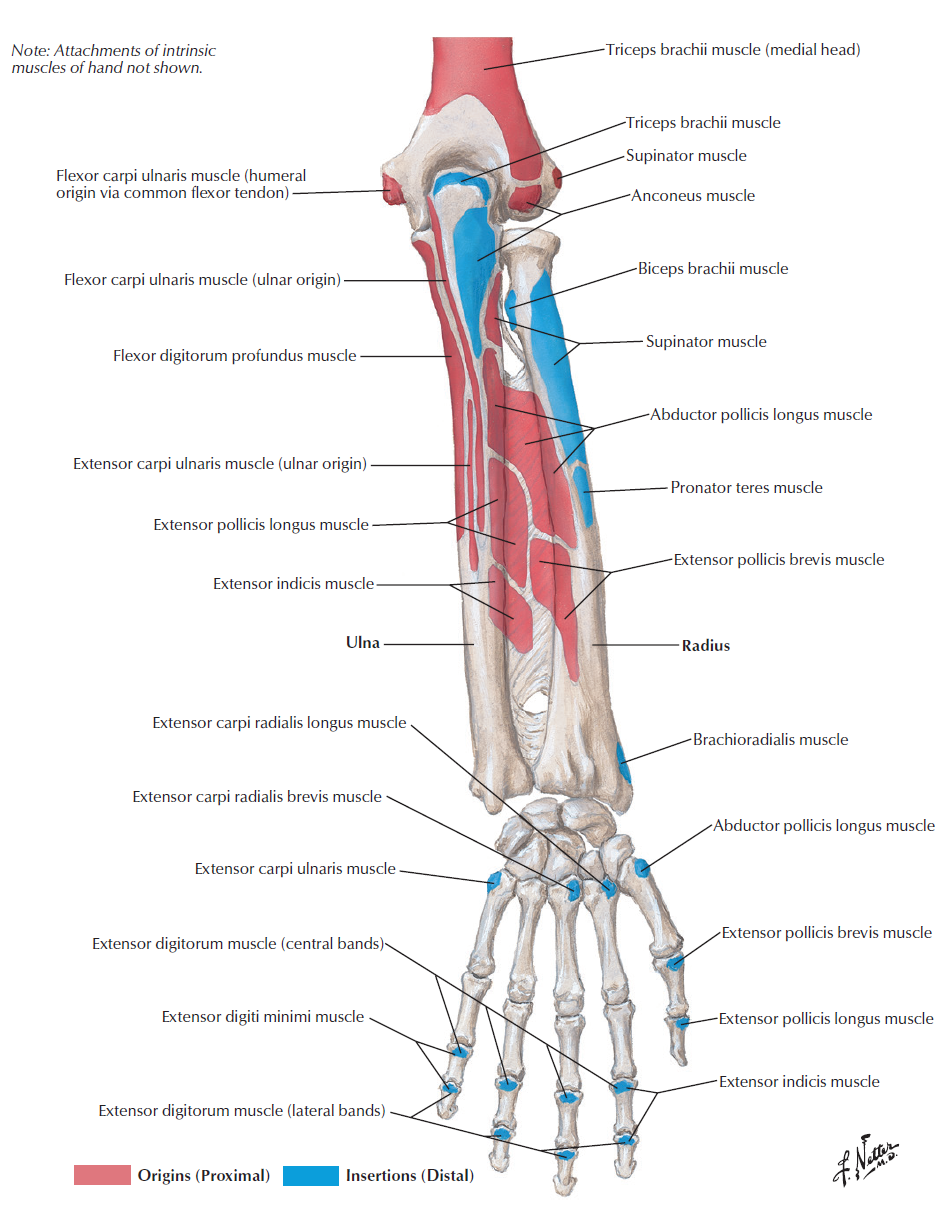 Note: Attachments of intrinsic
muscles of hand not shown.
Triceps brachii muscle (medial head)
Triceps brachii muscle
Supinator muscle
Flexor carpi ulnaris muscle (humeral
origin via common flexor tendon)
Anconeus muscle
Biceps brachii muscle
Flexor carpi ulnaris muscle (ulnar origin)
Supinator muscle
Flexor digitorum profundus muscle
Abductor pollicis longus muscle
Extensor carpi ulnaris muscle (ulnar origin)
Pronator teres muscle
Extensor pollicis longus muscle
Extensor pollicis brevis muscle
Extensor indicis muscle
Ulna
Radius
Extensor carpi radialis longus muscle
Brachioradialis muscle
Extensor carpi radialis brevis muscle
Abductor pollicis longus muscle
Extensor carpi ulnaris muscle
Extensor pollicis brevis muscle
Extensor digitorum muscle (central bands)
Extensor digiti minimi muscle
Extensor pollicis longus muscle
Extensor indicis muscle
Extensor digitorum muscle (lateral bands)
Origins (Proximal)
Insertions (Distal)
F. Netter
M.D.